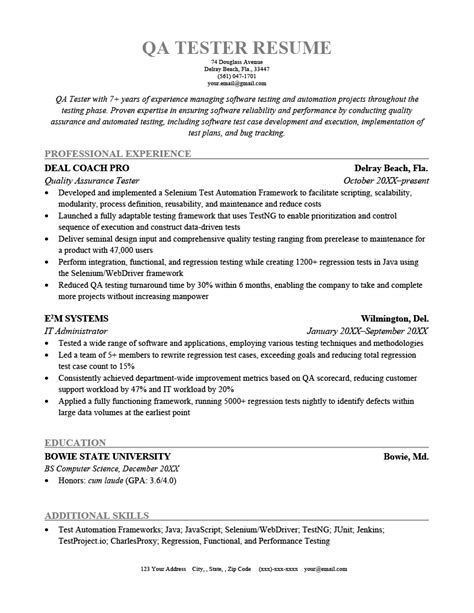 QA TESTER RESUME
74 Douglass Avenue
Delray Beach, Fla., 33447
(561) 047-1701
your.email@gmail.com
QA Tester with 7+ years of experience managing software testing and automation projects throughout the
testing phase. Proven expertise in ensuring software reliability and performance by conducting quality
assurance and automated testing, including software test case development and execution, implementation of
test plans, and bug tracking.
PROFESSIONAL EXPERIENCE
DEAL COACH PRO Delray Beach, Fla.
Quality Assurance Tester October 20XX–present
• Developed and implemented a Selenium Test Automation Framework to facilitate scripting, scalability,
modularity, process definition, reusability, and maintenance and reduce costs
• Launched a fully adaptable testing framework that uses TestNG to enable prioritization and control
sequence of execution and construct data-driven tests
• Deliver seminal design input and comprehensive quality testing ranging from prerelease to maintenance for
a product with 47,000 users
• Perform integration, functional, and regression testing while creating 1200+ regression tests in Java using
the Selenium/WebDriver framework
• Reduced QA testing turnaround time by 30% within 6 months, enabling the company to take and complete
more projects without increasing manpower
E²M SYSTEMS Wilmington, Del.
IT Administrator January 20XX–September 20XX
• Tested a wide range of software and applications, employing various testing techniques and methodologies
• Led a team of 5+ members to rewrite regression test cases, exceeding goals and reducing total regression
test case count to 15%
• Consistently achieved department-wide improvement metrics based on QA scorecard, reducing customer
support workload by 47% and IT workload by 20%
• Applied a fully functioning framework, running 5000+ regression tests nightly to identify defects within
large data volumes at the earliest point
EDUCATION
BOWIE STATE UNIVERSITY Bowie, Md.
BS Computer Science, December 20XX
• Honors: cum laude (GPA: 3.6/4.0)
ADDITIONAL SKILLS
• Test Automation Frameworks; Java; JavaScript; Selenium/WebDriver; TestNG; JUnit; Jenkins;
TestProject.io; CharlesProxy; Regression, Functional, and Performance Testing
123 Your Address City, , State, , Zip Code (xxx)-xxx-xxxx your@email.com